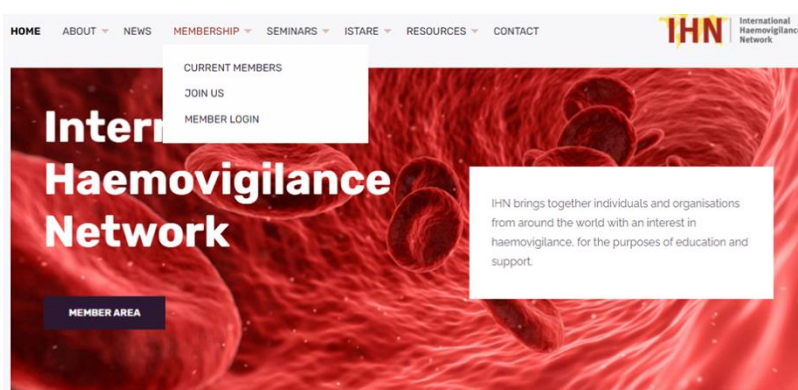 HOME ABOUT NEWS MEMBERSHIP SEMINARS ISTARE RESOURCES CONTACT
IHN
International
Haemovigilance
Network
CURRENT MEMBERS
JOIN US
MEMBER LOGIN
Haemovigilance
Network
IHN brings together individuals and organisations
from around the world with an interest in
haemovigilance, for the purposes of education and
support.
MEMBER AREA